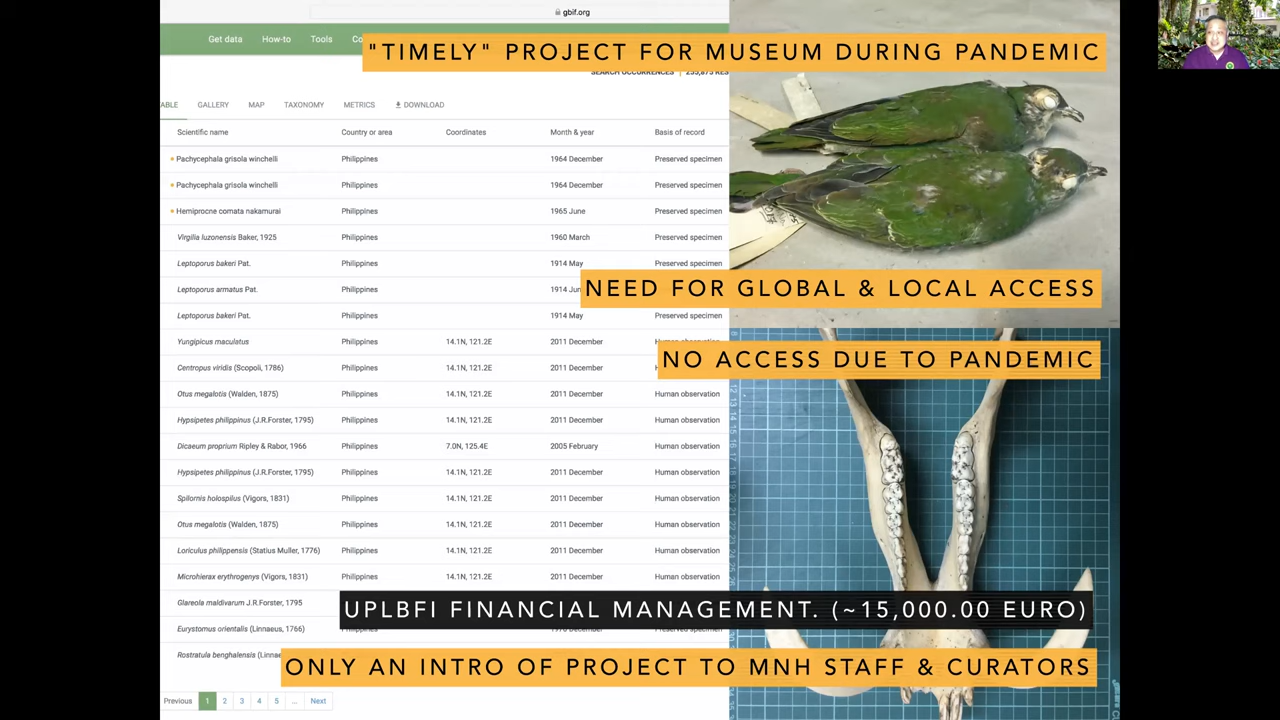 gbif.org
Get data How-to Tools
"TIMELY" PROJECT FOR MUSEUM DURING PANDEMIC
SEARCH OCCURRENCES
GALLERY MAP TAXONOMY METRICS DOWNLOAD
Scientific name Country or area Coordinates Month & year Basis of record
Pachycephala grisola winchelli Philippines 1964 December Preserved specimen
Pachycephala grisola winchelli Philippines 1964 December Preserved specimen
Hemiprocne comata nakamurai Philippines 1965 June Preserved specimen
Virgilia luzonensis Baker, 1925 Philippines 1960 March Preserved specimen
Leptoporus bakeri Pat. Philippines 1914 May Preserved specimen
Leptoporus armatus Pat. Philippines 1914
NEED FOR GLOBAL & LOCAL ACCESS
Leptoporus bakeri Pat. Philippines 1914 May Preserved specimen
Yungipicus maculatus Philippines 14.1N, 121.2E 2011 December Human observation
NO ACCESS DUE TO PANDEMIC
Centropus viridis (Scopoli, 1786) Philippines 14.1N, 121.2E 2011 December
Otus megalotis (Walden, 1875) Philippines 14.1N, 121.2E 2011 December Human observation
Hypsipetes philippinus (J.R.Forster, 1795) Philippines 14.1N, 121.2E 2011 December Human observation
Dicaeum proprium Ripley & Rabor, 1966 Philippines 7.0N, 125.4E 2005 February Human observation
Hypsipetes philippinus (J.R.Forster, 1795) Philippines 14.1N, 121.2E 2011 December Human observation
Spilornis holospilus (Vigors, 1831) Philippines 14.1N, 121.2E 2011 December Human observation
Otus megalotis (Walden, 1875) Philippines 14.1N, 121.2E 2011 December Human observation
Loriculus philippensis (Statius Muller, 1776) Philippines 14.1N, 121.2E 2011 December Human observation
Microhierax erythrogenys (Vigors, 1831) Philippines 14.1N, 121.2E 2011 December Human observation
Glareola maldivarum J.R.Forster, 1795
UPLBFI FINANCIAL MANAGEMENT. (~15,000.00 EURO)
Eurystomus orientalis (Linnaeus, 1766) Philippines
Rostratula benghalensis
ONLY AN INTRO OF PROJECT TO MNH STAFF & CURATORS
Previous 1 2 3 4 5 ... Next